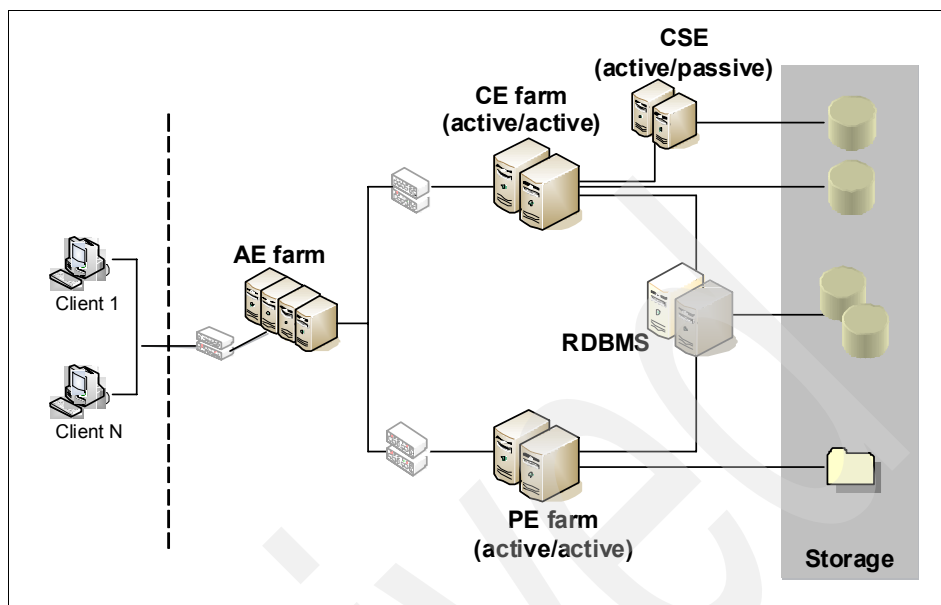 CSE
(active/passive)
CE farm
(active/active)
AE farm
Client 1
RDBMS
Client N
PE farm
(active/active)
Storage